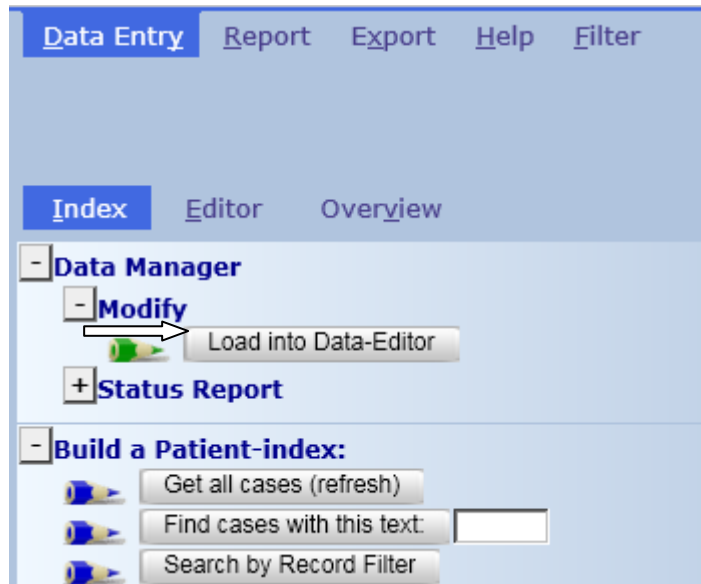 Data Entry Report Export Help Filter
Index Editor Overview
- Data Manager
- Modify
Load into Data-Editor
+ Status Report
- Build a Patient-index:
Get all cases (refresh)
Find cases with this text:
Search by Record Filter